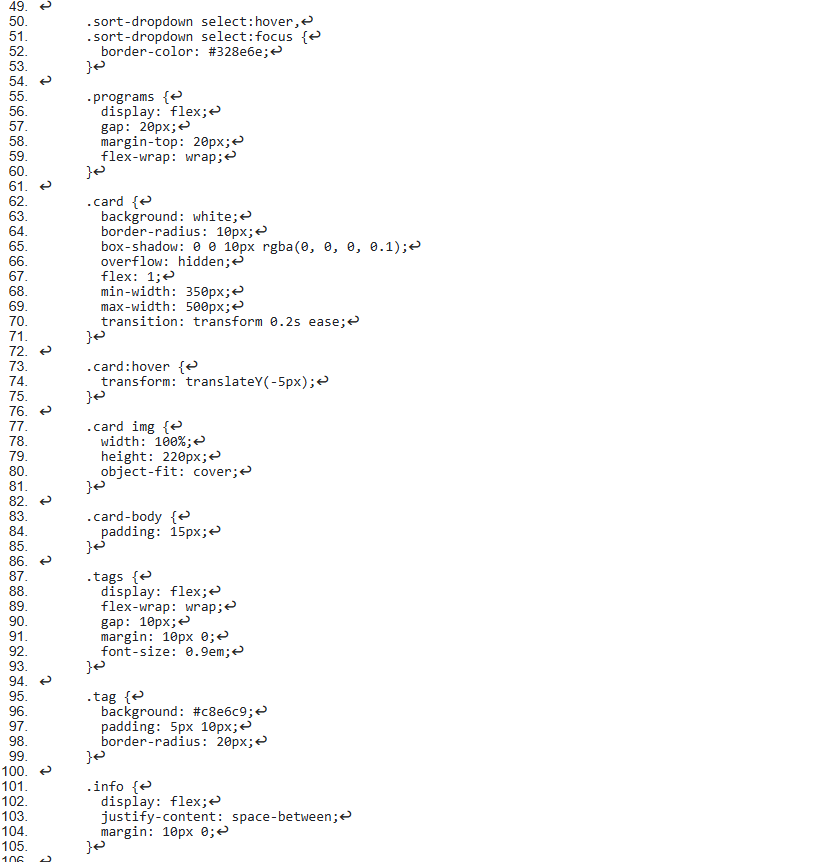 49. ↩
50. .sort-dropdown select:hover,↩
51. .sort-dropdown select:focus {↩
52. border-color: #328e6e;↩
53. }↩
54. ↩
55. .programs {↩
56. display: flex;↩
57. gap: 20px;↩
58. margin-top: 20px;↩
59. flex-wrap: wrap;↩
60. }↩
61. ↩
62. .card {↩
63. background: white;↩
64. border-radius: 10px;↩
65. box-shadow: 0 0 10px rgba(0, 0, 0, 0.1);↩
66. overflow: hidden;↩
67. flex: 1;↩
68. min-width: 350px;↩
69. max-width: 500px;↩
70. transition: transform 0.2s ease;↩
71. }↩
72. ↩
73. .card:hover {↩
74. transform: translateY(-5px);↩
75. }↩
76. ↩
77. .card img {↩
78. width: 100%;↩
79. height: 220px;↩
80. object-fit: cover;↩
81. }↩
82. ↩
83. .card-body {↩
84. padding: 15px;↩
85. }↩
86. ↩
87. .tags {↩
88. display: flex;↩
89. flex-wrap: wrap;↩
90. gap: 10px;↩
91. margin: 10px 0;↩
92. font-size: 0.9em;↩
93. }↩
94. ↩
95. .tag {↩
96. background: #c8e6c9;↩
97. padding: 5px 10px;↩
98. border-radius: 20px;↩
99. }↩
100. ↩
101. .info {↩
102. display: flex;↩
103. justify-content: space-between;↩
104. margin: 10px 0;↩
105. }↩
106. ↩